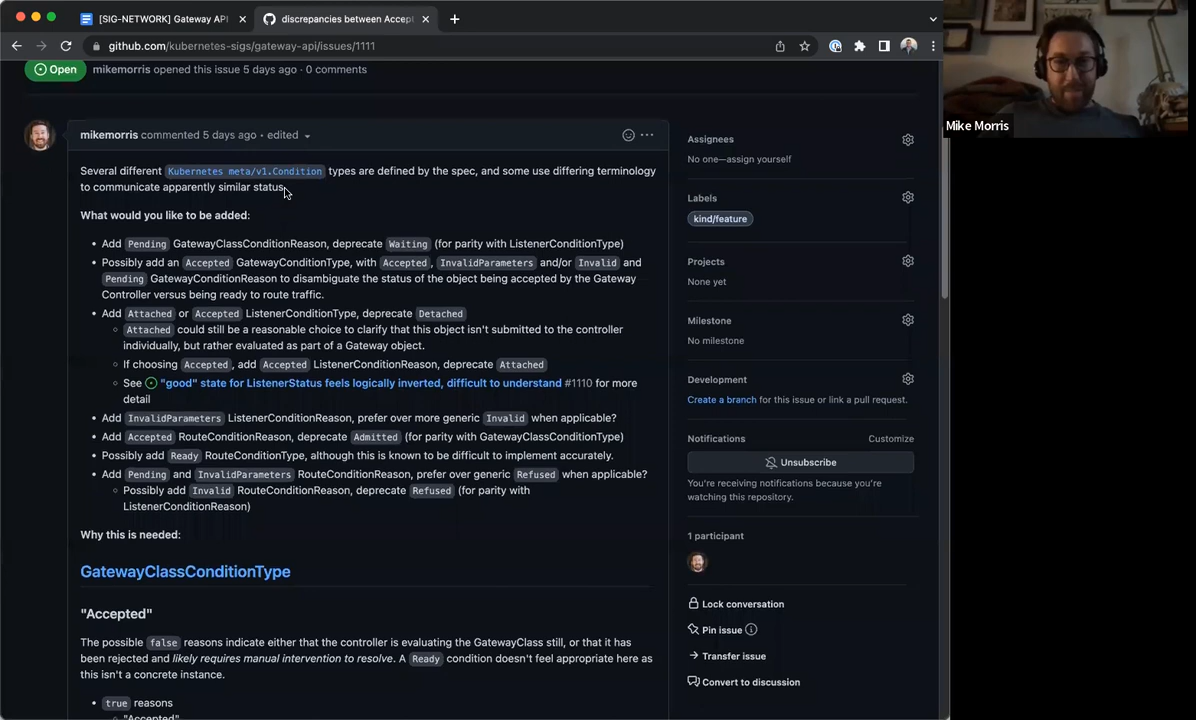 [SIG-NETWORK] Gateway API
discrepancies between Accept
github.com/kubernetes-sigs/gateway-api/issues/1111
Open
mikemorris opened this issue 5 days ago · 0 comments
mikemorris commented 5 days ago · edited
Several different Kubernetes meta/v1.Condition types are defined by the spec, and some use differing terminology
to communicate apparently similar status.
What would you like to be added:
• Add Pending GatewayClassConditionReason, deprecate Waiting (for parity with ListenerConditionType)
• Possibly add an Accepted GatewayConditionType, with Accepted, InvalidParameters and/or Invalid and
Pending GatewayConditionReason to disambiguate the status of the object being accepted by the Gateway
Controller versus being ready to route traffic.
• Add Attached or Accepted ListenerConditionType, deprecate Detached
Attached could still be a reasonable choice to clarify that this object isn't submitted to the controller
individually, but rather evaluated as part of a Gateway object.
If choosing Accepted, add Accepted ListenerConditionReason, deprecate Attached
See "good" state for ListenerStatus feels logically inverted, difficult to understand #1110 for more
detail
• Add InvalidParameters ListenerConditionReason, prefer over more generic Invalid when applicable?
• Add Accepted RouteConditionReason, deprecate Admitted (for parity with GatewayClassConditionType)
• Possibly add Ready RouteConditionType, although this is known to be difficult to implement accurately.
• Add Pending and InvalidParameters RouteConditionReason, prefer over generic Refused when applicable?
Possibly add Invalid RouteConditionReason, deprecate Refused (for parity with
ListenerConditionReason)
Why this is needed:
GatewayClassConditionType
"Accepted"
The possible false reasons indicate either that the controller is evaluating the GatewayClass still, or that it has
been rejected and likely requires manual intervention to resolve. A Ready condition doesn't feel appropriate here as
this isn't a concrete instance.
• true reasons
"Accepted"
Assignees
No one—assign yourself
Labels
kind/feature
Projects
None yet
Milestone
No milestone
Development
Create a branch for this issue or link a pull request.
Notifications
Customize
Unsubscribe
You're receiving notifications because you're
watching this repository.
1 participant
Lock conversation
Pin issue
Transfer issue
Convert to discussion
Mike Morris